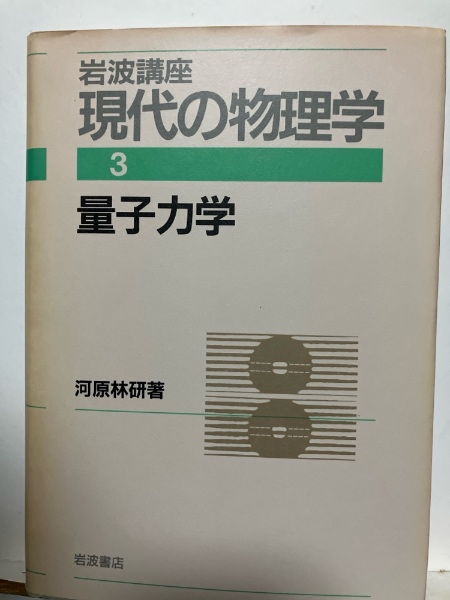 岩波講座
現代の物理学
3
量子力学
河原林研著
岩波書店